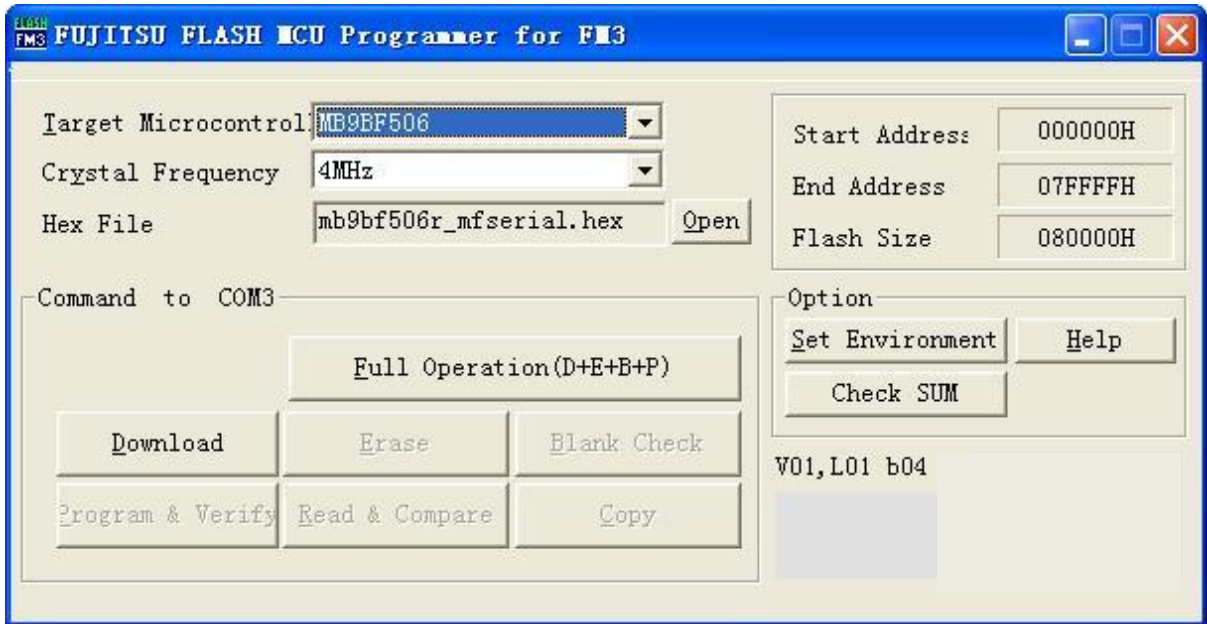 FLASH
FM3
FUJITSU FLASH MCU Programmer for FM3
Target Microcontrol
MB9BF506
Crystal Frequency
4MHz
Hex File
mb9bf506r_mfserial.hex
Open
Start Address
000000H
End Address
07FFFFH
Flash Size
080000H
Command to COM3
Full Operation(D+E+B+P)
Download
Erase
Blank Check
Program & Verify
Read & Compare
Copy
Option
Set Environment
Help
Check SUM
V01,L01 b04